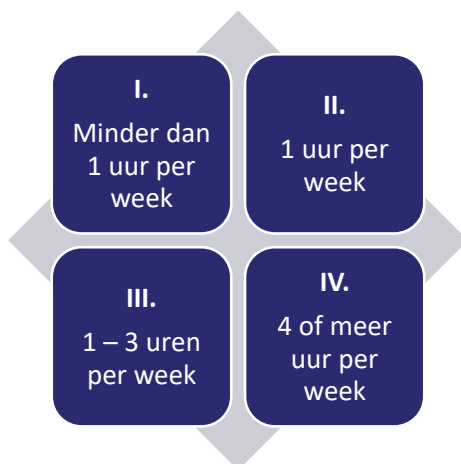 I.
Minder dan
1 uur per
week
II.
1 uur per
week
III.
1 – 3 uren
per week
IV.
4 of meer
uur per
week